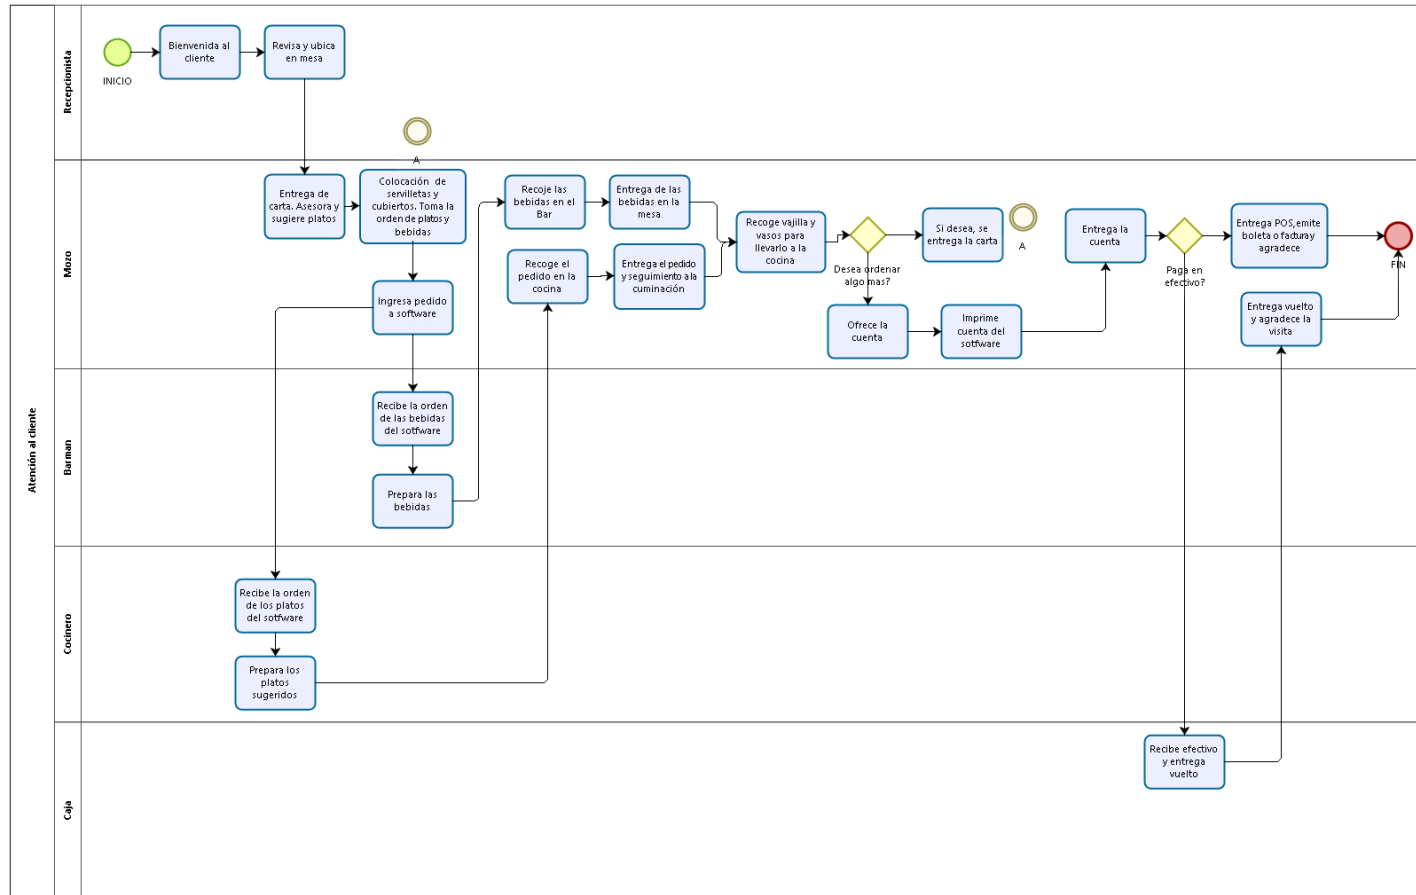 Atención al cliente
Recepcionista
INICIO
Bienvenida al
cliente
Revisa y ubica
en mesa
A
Mozo
Entrega de
carta. Asesora y
sugiere platos
Colocación de
servilletas y
cubiertos. Toma la
orden de platos y
bebidas
Ingresa pedido
a software
Recoje las
bebidas en el
Bar
Entrega de las
bebidas en la
mesa
Recoge el
pedido en la
cocina
Entrega el pedido
y seguimiento a la
cuminación
Recoge vajilla y
vasos para
llevarlo a la
cocina
Desea ordenar
algo mas?
Si desea, se
entrega la carta
A
Ofrece la
cuenta
Imprime
cuenta del
sotfware
Entrega la
cuenta
Paga en
efectivo?
Entrega POS,emite
boleta o facturay
agradece
Entrega vuelto
y agradece la
visita
FIN
Barman
Recibe la orden
de las bebidas
del sotfware
Prepara las
bebidas
Cocinero
Recibe la orden
de los platos
del sotfware
Prepara los
platos
sugeridos
Caja
Recibe efectivo
y entrega
vuelto